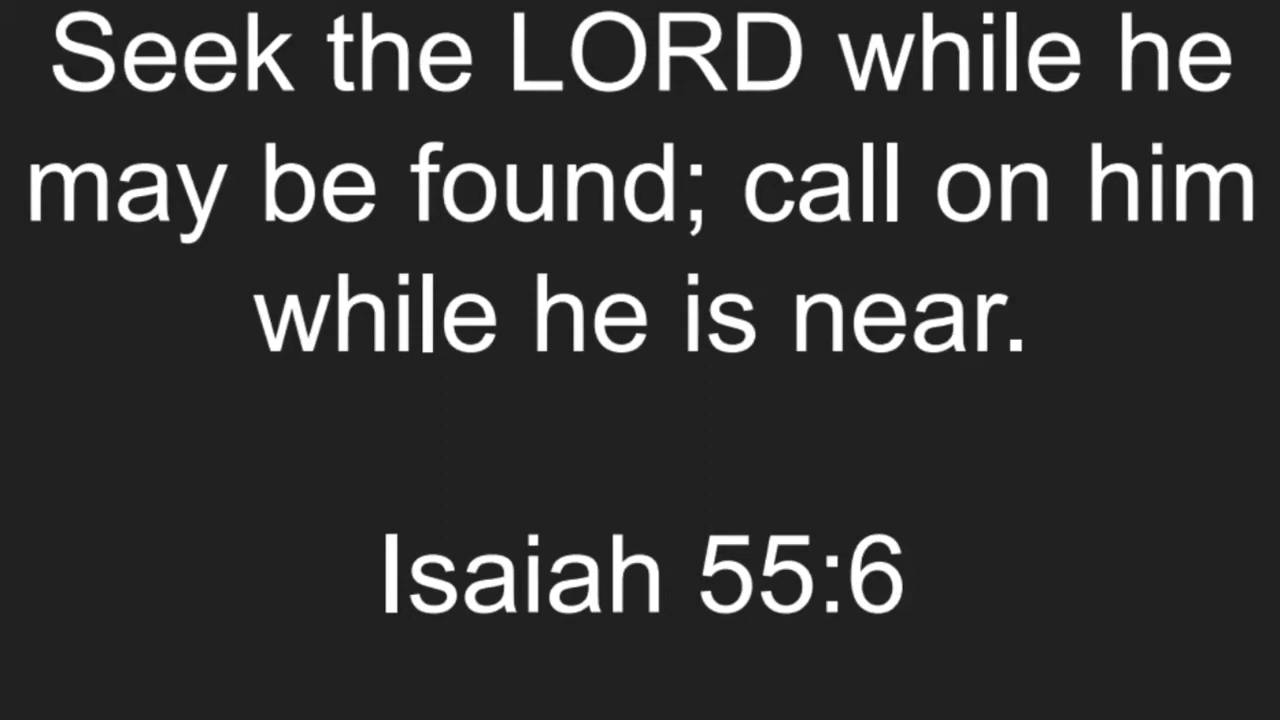 Seek the LORD while he
may be found; call on him
while he is near.
Isaiah 55:6